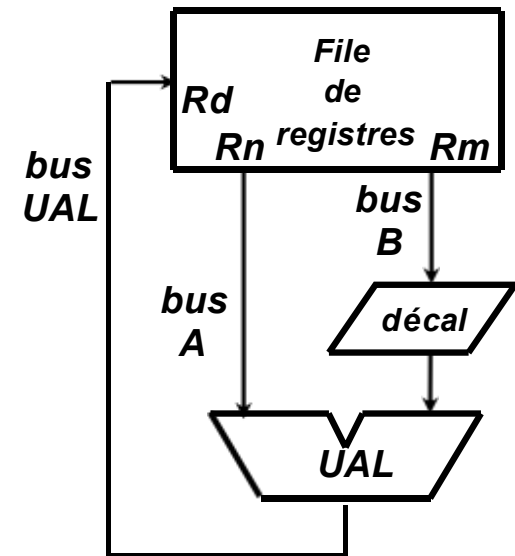 File
de
registres
Rd
Rn
Rm
bus
UAL
bus
B
bus
A
décal
UAL